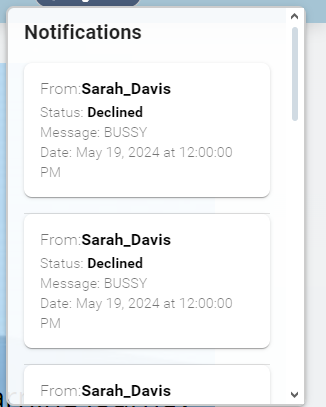 Notifications
From:Sarah_Davis
Status: Declined
Message: BUSSY
Date: May 19, 2024 at 12:00:00
PM
From:Sarah_Davis
Status: Declined
Message: BUSSY
Date: May 19, 2024 at 12:00:00
PM
From:Sarah_Davis